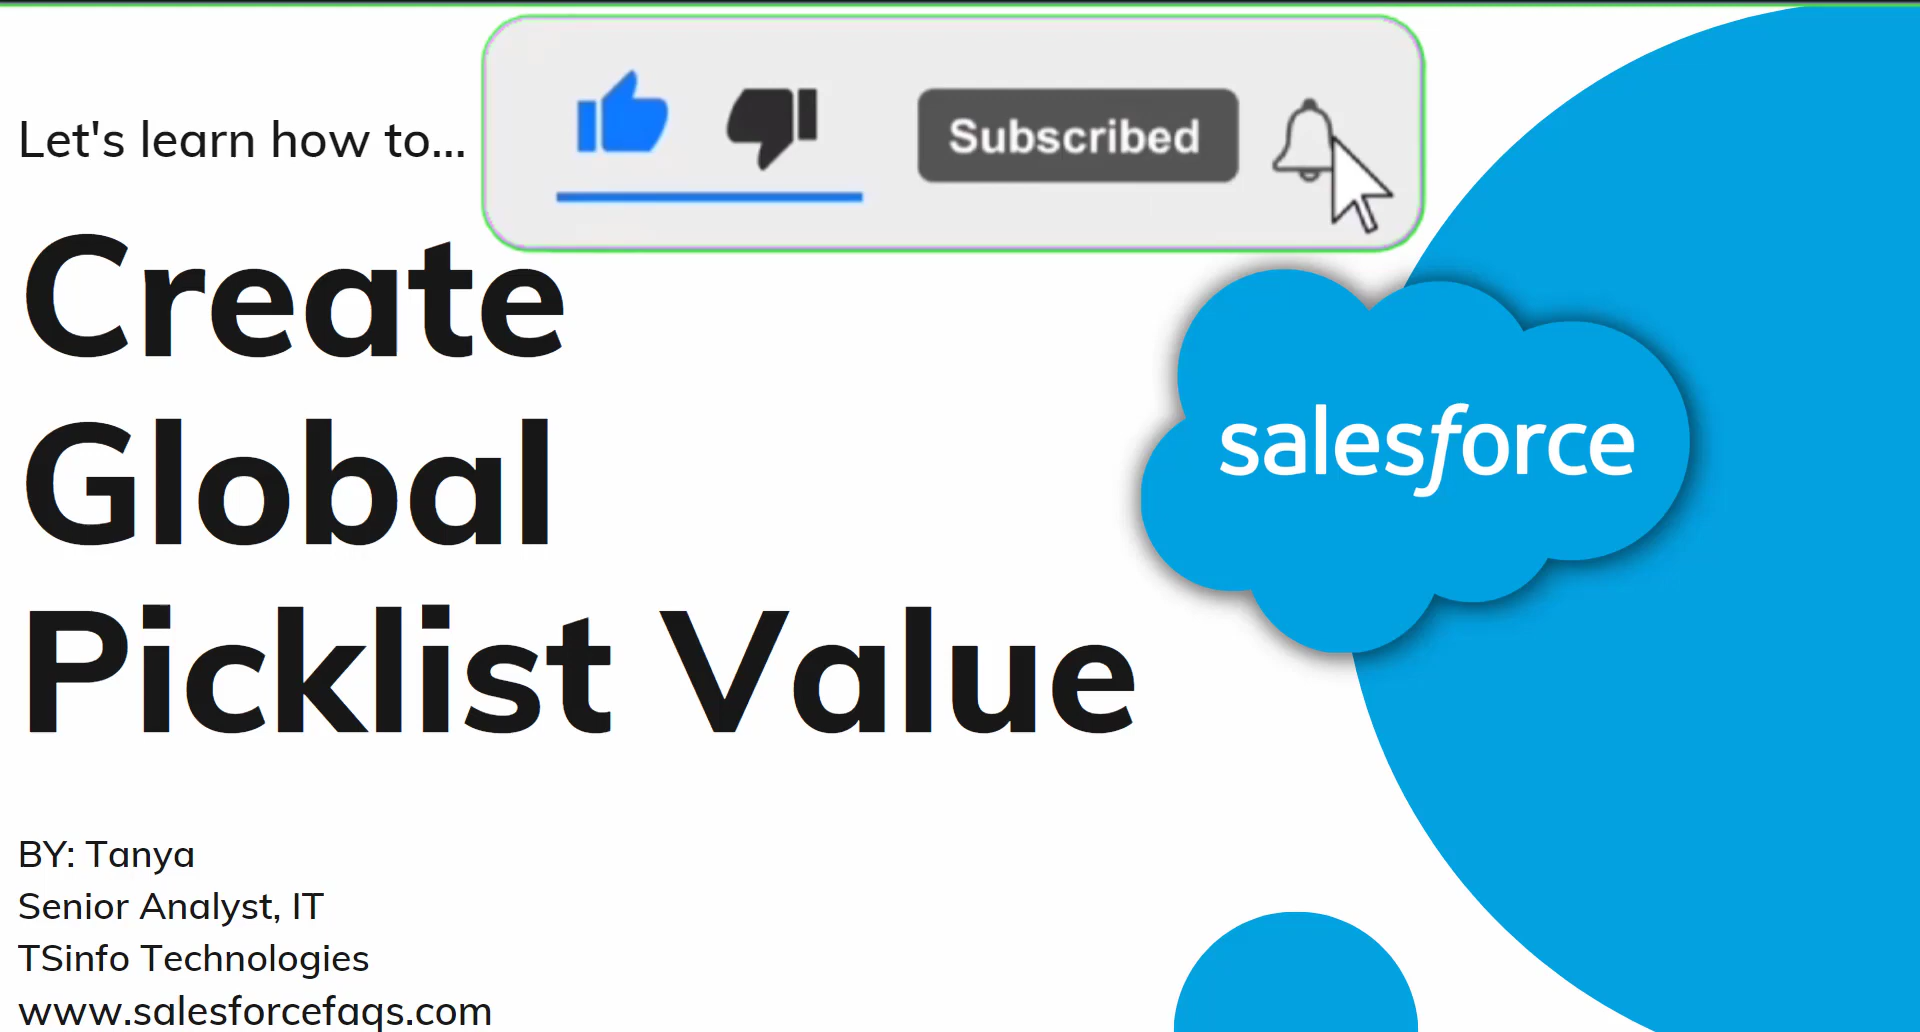 Let's learn how to...
Subscribed
Create
Global
Picklist Value
salesforce
BY: Tanya
Senior Analyst, IT
TSinfo Technologies
www.salesforcefaqs.com